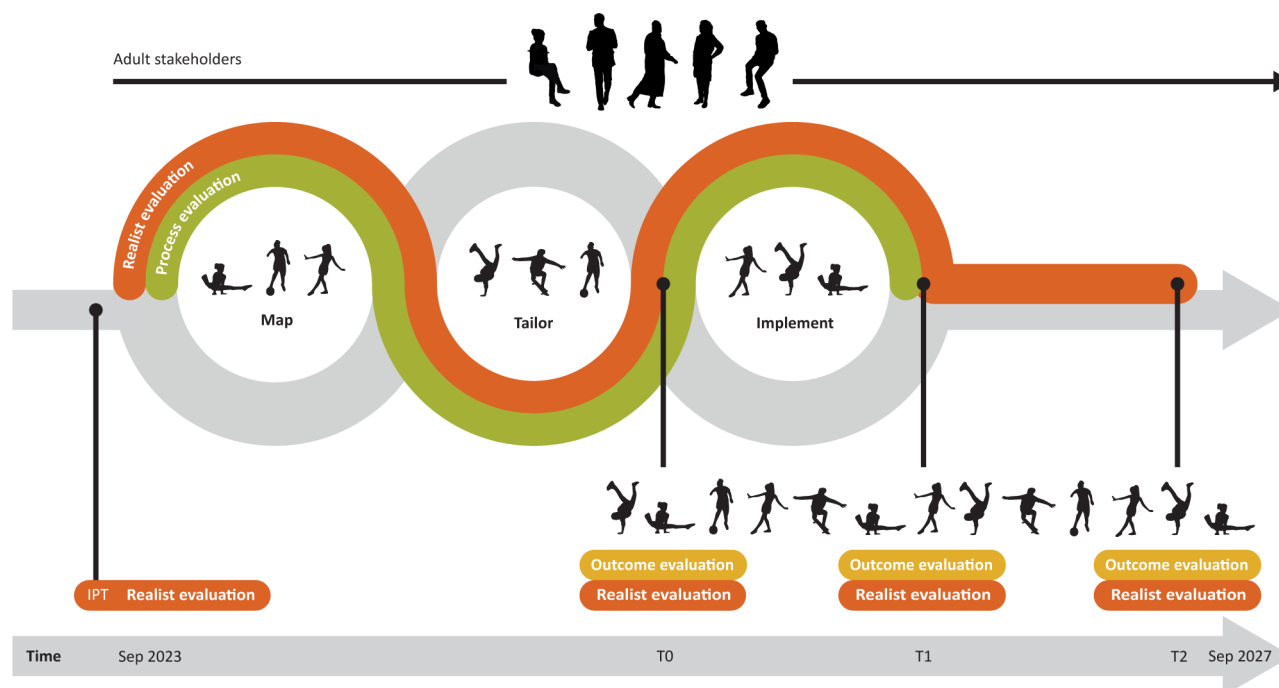 Adult stakeholders
Realist evaluation
Process evaluation
Map
Tailor
Implement
Outcome evaluation
Outcome evaluation
Outcome evaluation
IPT Realist evaluation
Realist evaluation
Realist evaluation
Realist evaluation
Time Sep 2023 T0 T1 T2 Sep 2027